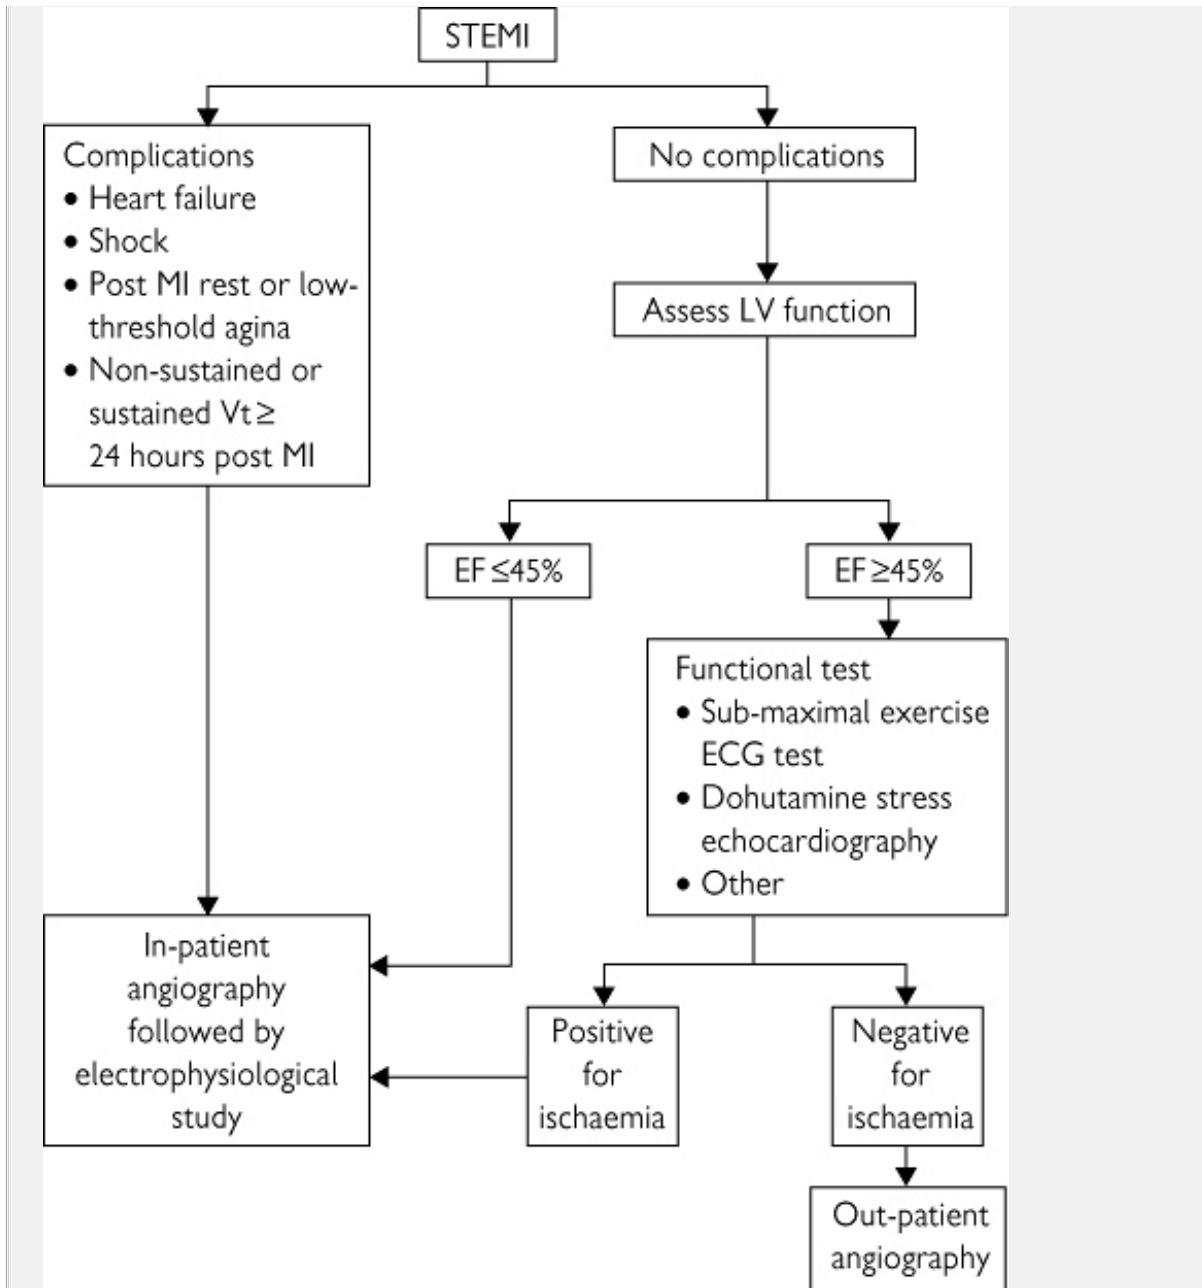 STEMI
Complications
• Heart failure
• Shock
• Post MI rest or low-
threshold agina
• Non-sustained or
sustained Vt ≥
24 hours post MI
No complications
Assess LV function
EF ≤45%
EF ≥45%
Functional test
• Sub-maximal exercise
ECG test
• Dohutamine stress
echocardiography
• Other
In-patient
angiography
followed by
electrophysiological
study
Positive
for
ischaemia
Negative
for
ischaemia
Out-patient
angiography